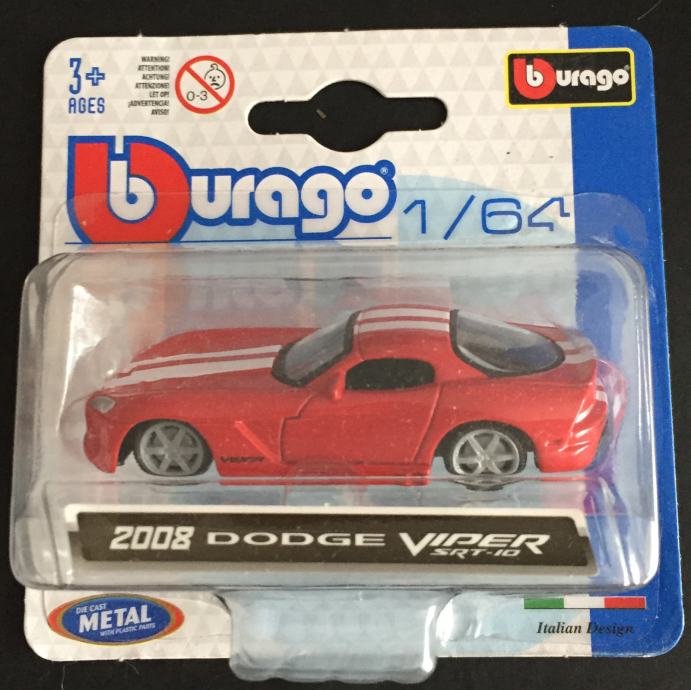 3+
AGES
WARNING!
ATTENTION!
ACHTUNG!
ATTENZIONE!
LET OP!
¡ADVERTENCIA!
AVISO!
0-3
burago
burago®
1/64
VIPER
2008 DODGE VIPER
SRT-10
DIE CAST
METAL
WITH PLASTIC PARTS
Italian Design